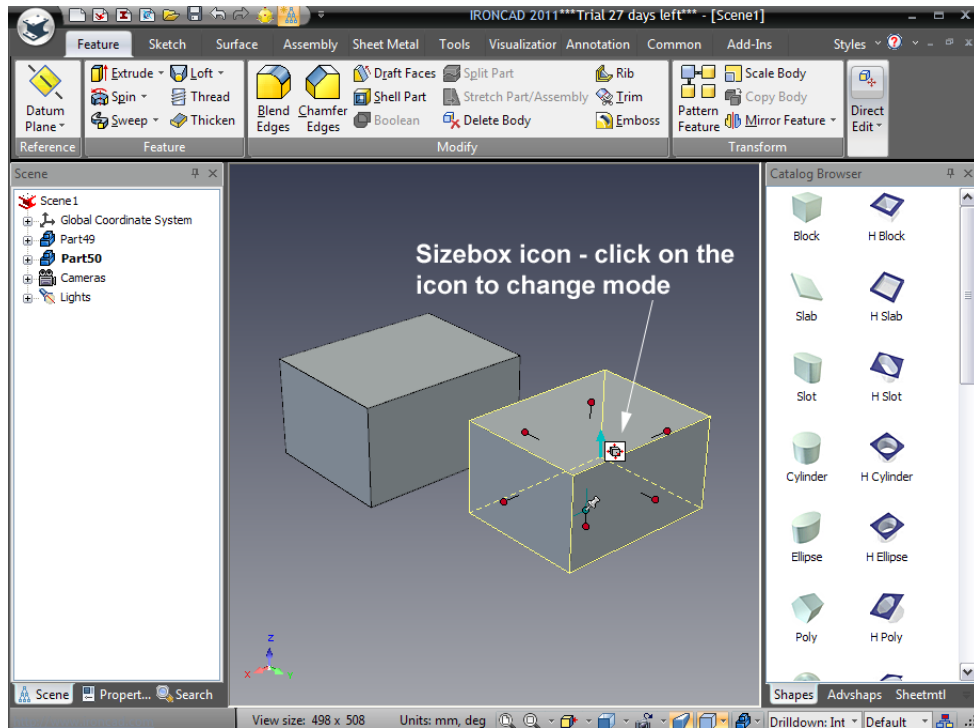 IRONCAD 2011***Trial 27 days left*** - [Scene1]
Feature Sketch Surface Assembly Sheet Metal Tools Visualization Annotation Common Add-Ins Styles
Datum Plane
Extrude Loft
Spin Thread
Sweep Thicken
Blend Edges
Chamfer Edges
Draft Faces Split Part Rib
Shell Part Stretch Part/Assembly Trim
Boolean Delete Body Emboss
Pattern Feature
Scale Body
Copy Body
Mirror Feature
Direct Edit
Reference Feature Modify Transform
Scene
Scene1
Global Coordinate System
Part49
Part50
Cameras
Lights
Sizebox icon - click on the
icon to change mode
z
x
Y
Catalog Browser
Block H Block
Slab H Slab
Slot H Slot
Cylinder H Cylinder
Ellipse H Ellipse
Poly H Poly
Scene Propert... Search
Shapes Advshaps Sheetmtl
View size: 498 x 508 Units: mm, deg Drilldown: Int Default